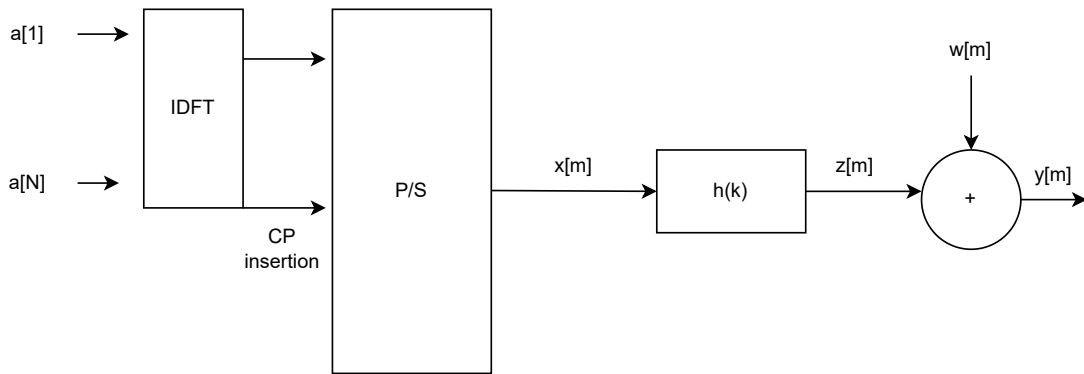 a[1]
IDFT
a[N]
CP
insertion
P/S
x[m]
h(k)
z[m]
w[m]
+
y[m]